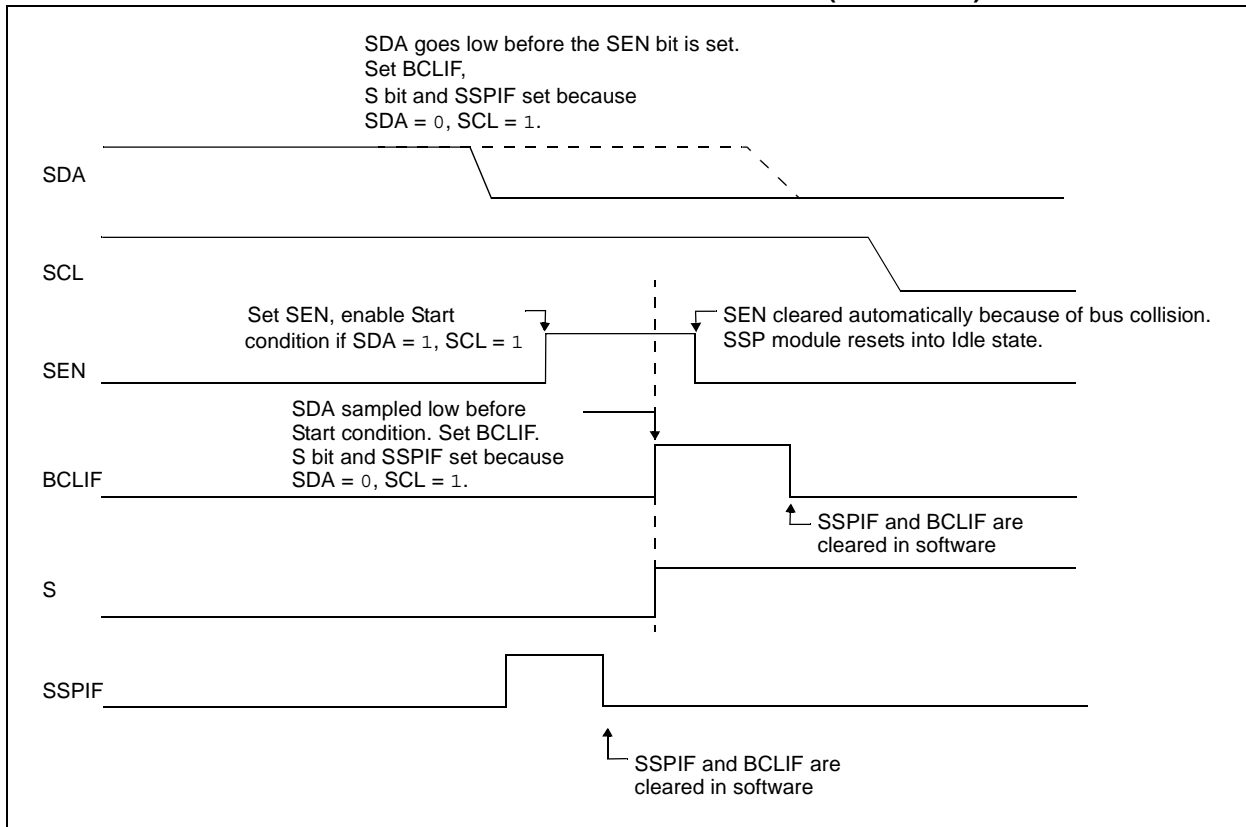 SDA goes low before the SEN bit is set.
Set BCLIF,
S bit and SSPIF set because
SDA = 0, SCL = 1.
SDA
SCL
Set SEN, enable Start
condition if SDA = 1, SCL = 1
SEN cleared automatically because of bus collision.
SSP module resets into Idle state.
SEN
SDA sampled low before
Start condition. Set BCLIF.
S bit and SSPIF set because
SDA = 0, SCL = 1.
BCLIF
SSPIF and BCLIF are
cleared in software
S
SSPIF
SSPIF and BCLIF are
cleared in software